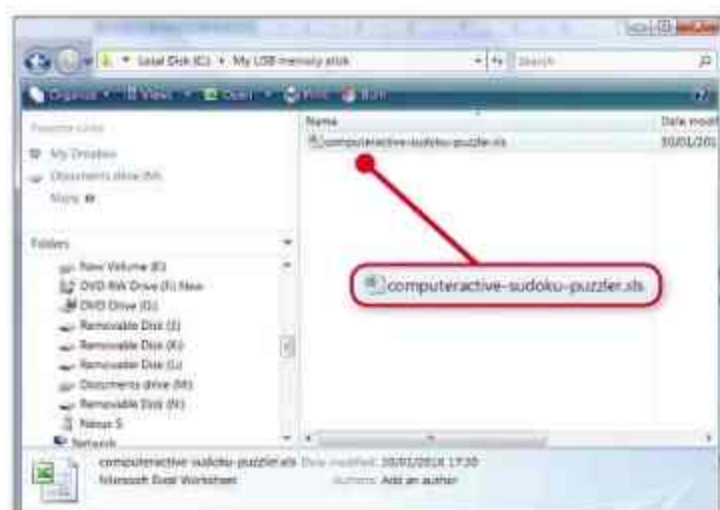 Local Disk (C:) My USB memory stick
Search
Organize Views Open Print Burn
Favorite Links
My Dropbox
Documents drive (M)
More
Folders
New Volume (E:)
DVD RW Drive (F:) New
DVD Drive (G:)
Removable Disk (I:)
Removable Disk (K:)
Removable Disk (L:)
Documents drive (M:)
Removable Disk (N:)
Nexus S
Network
Name
Date modif
computeractive-sudoku-puzzler.xls
computeractive-sudoku-puzzler.xls
computeractive-sudoku-puzzler.xls Date modified: 17:30
Microsoft Excel Worksheet Authors: Add an author